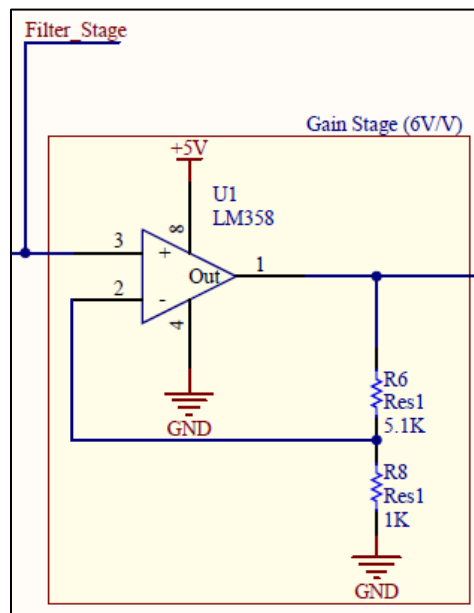 Filter_Stage
Gain Stage (6V/V)
+5V
U1
LM358
8
3
+
Out
1
2
-
4
GND
R6
Res1
5.1K
R8
Res1
1K
GND